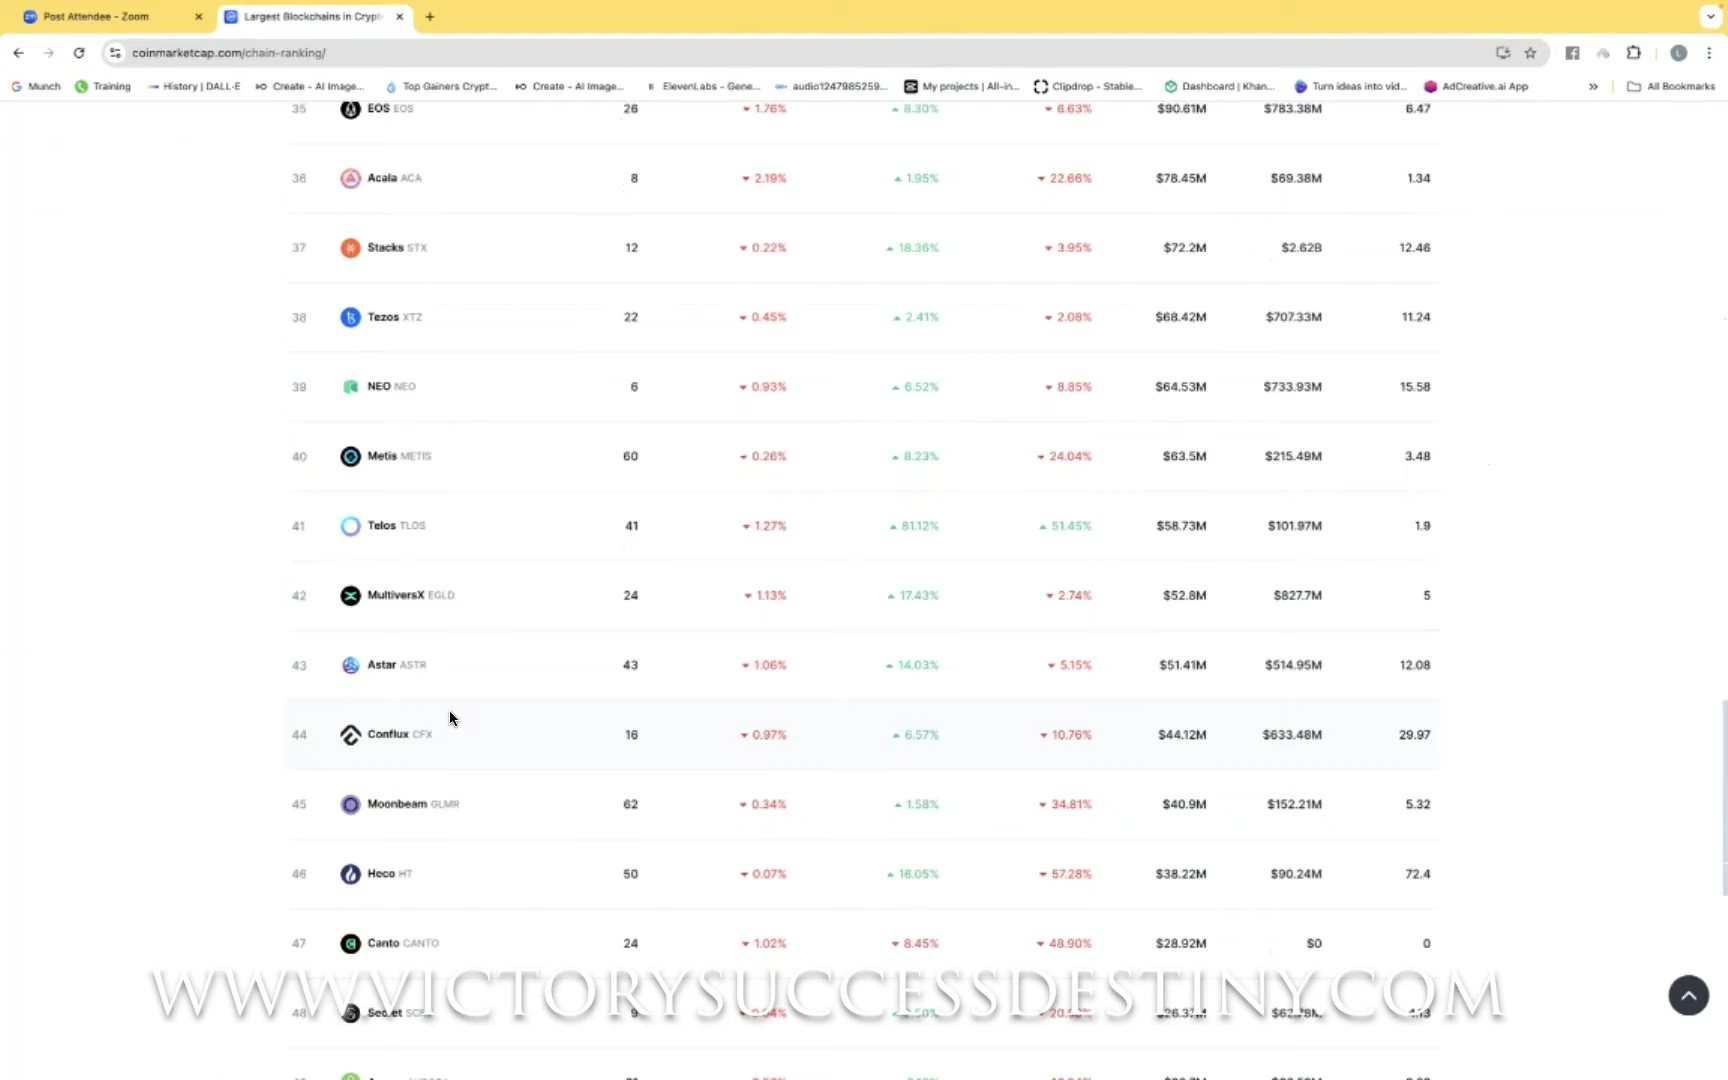 Post Attendee - Zoom
Largest Blockchains in Crypt
coinmarketcap.com/chain-ranking/
Munch Training History | DALL·E Create - AI Image... Top Gainers Crypt... Create - AI Image... ElevenLabs - Gene... audio1247985259... My projects | All-in... Clipdrop - Stable... Dashboard | Khan... Turn ideas into vid... AdCreative.ai App » All Bookmarks
35 EOS EOS 26 1.76% 8.30% 6.63% $90.61M $783.38M 6.47
36 Acala ACA 8 2.19% 1.95% 22.66% $78.45M $69.38M 1.34
37 Stacks STX 12 0.22% 18.36% 3.95% $72.2M $2.62B 12.46
38 Tezos XTZ 22 0.45% 2.41% 2.08% $68.42M $707.33M 11.24
39 NEO NEO 6 0.93% 6.52% 8.85% $64.53M $733.93M 15.58
40 Metis METIS 60 0.26% 8.23% 24.04% $63.5M $215.49M 3.48
41 Telos TLOS 41 1.27% 81.12% 51.45% $58.73M $101.97M 1.9
42 MultiversX EGLD 24 1.13% 17.43% 2.74% $52.8M $827.7M 5
43 Astar ASTR 43 1.06% 14.03% 5.15% $51.41M $514.95M 12.08
44 Conflux CFX 16 0.97% 6.57% 10.76% $44.12M $633.48M 29.97
45 Moonbeam GLMR 62 0.34% 1.58% 34.81% $40.9M $152.21M 5.32
46 Heco HT 50 0.07% 16.05% 57.28% $38.22M $90.24M 72.4
47 Canto CANTO 24 1.02% 8.45% 48.90% $28.92M $0 0
WWW.VICTORYSUCCESSDESTINY.COM
48 Secret 9